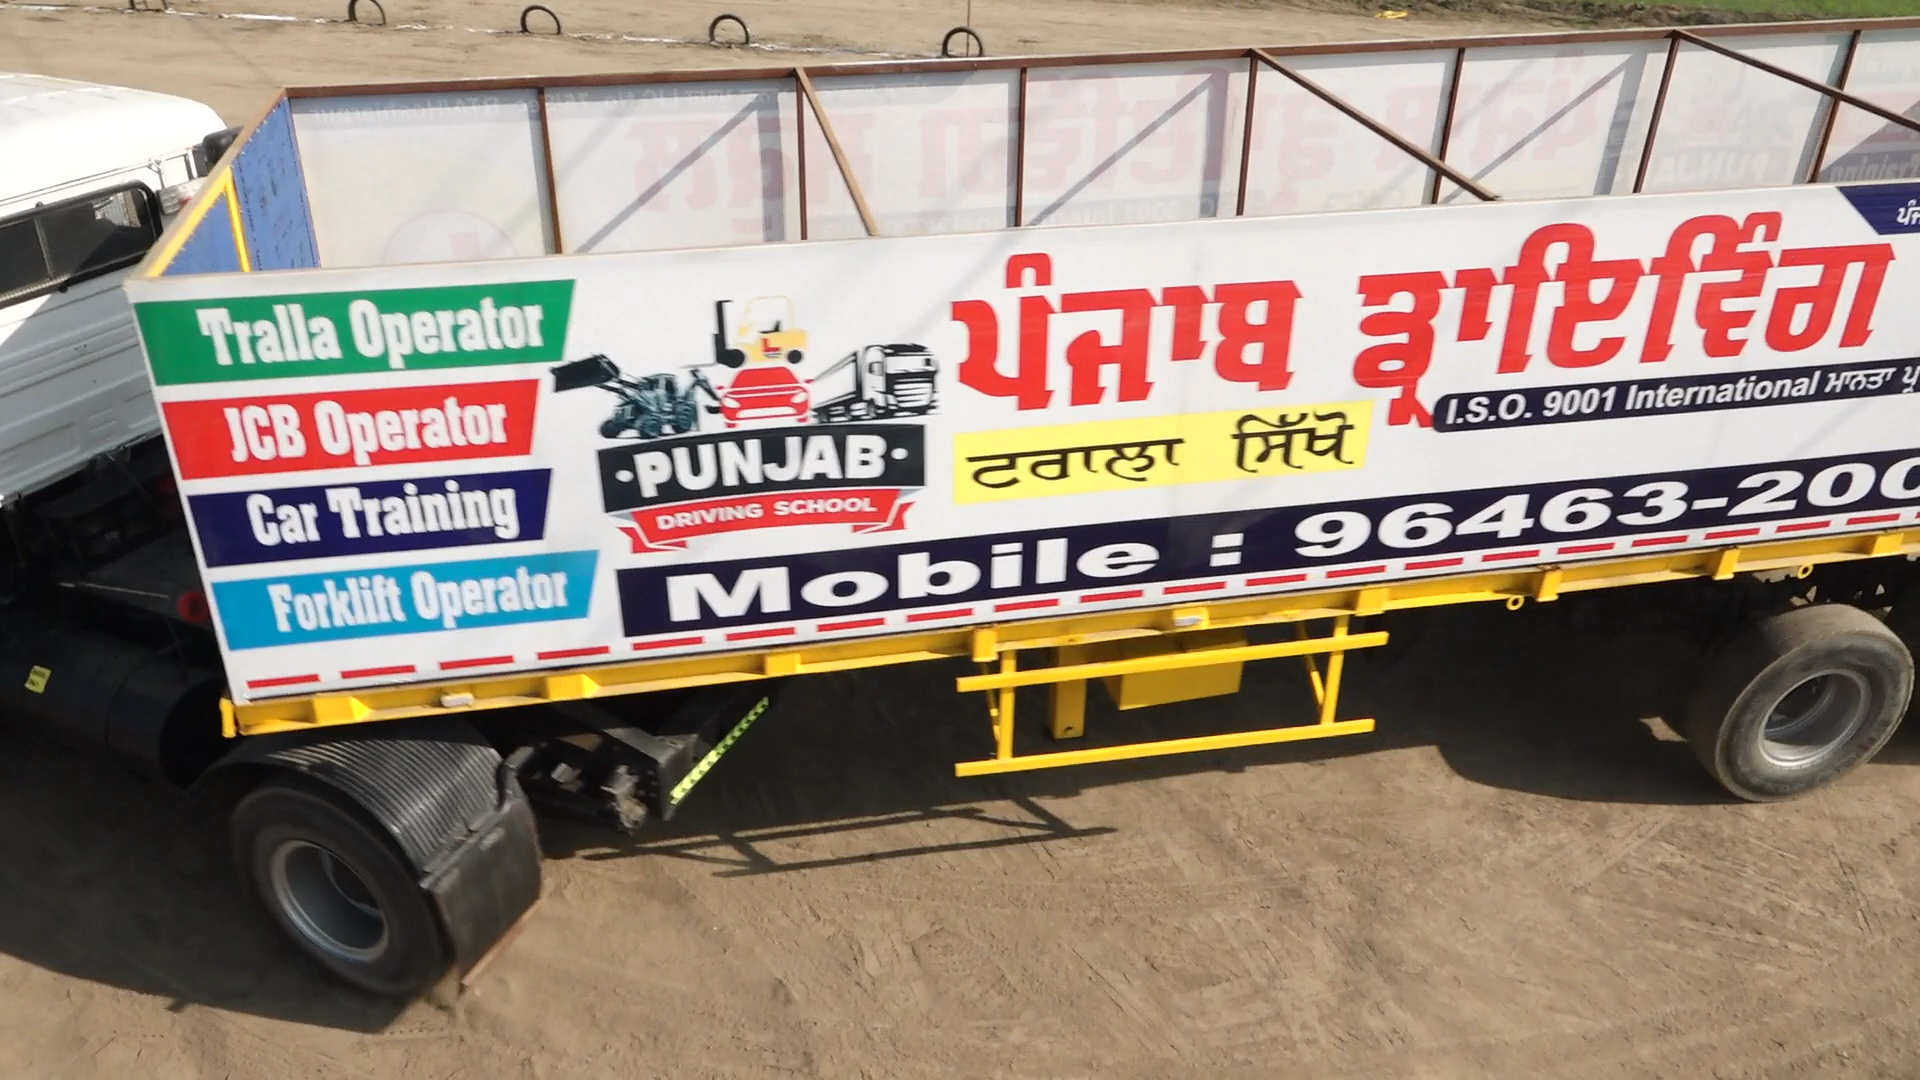 Tralla Operator
JCB Operator
Car Training
Forklift Operator
L
·PUNJAB·
DRIVING SCHOOL
ਪੰਜਾਬ ਡ੍ਰਾਇਵਿੰਗ
I.S.O. 9001 International ਮਾਨਤਾ
ਟਰਾਲਾ ਸਿੱਖੋ
Mobile : 96463-200